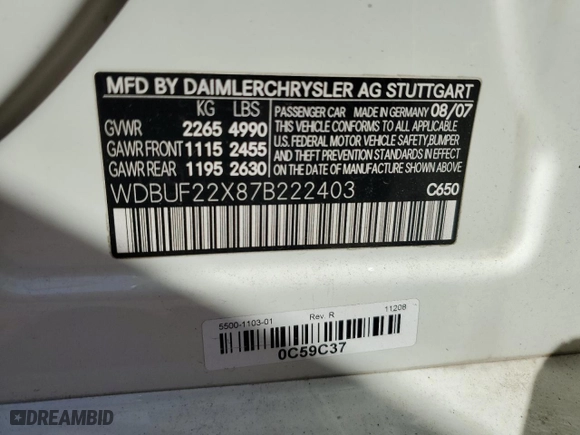 MFD BY DAIMLERCHRYSLER AG STUTTGART
KG LBS
GVWR 2265 4990
GAWR FRONT 1115 2455
GAWR REAR 1195 2630
PASSENGER CAR MADE IN GERMANY 08/07
THIS VEHICLE CONFORMS TO ALL APPLICABLE
U.S. FEDERAL MOTOR VEHICLE SAFETY, BUMPER
AND THEFT PREVENTION STANDARDS IN EFFECT
ON THE DATE OF MANUFACTURE SHOWN ABOVE
WDBUF22X87B222403 C650
5500-1103-01 Rev. R 11208
0C59C37
DREAMBID